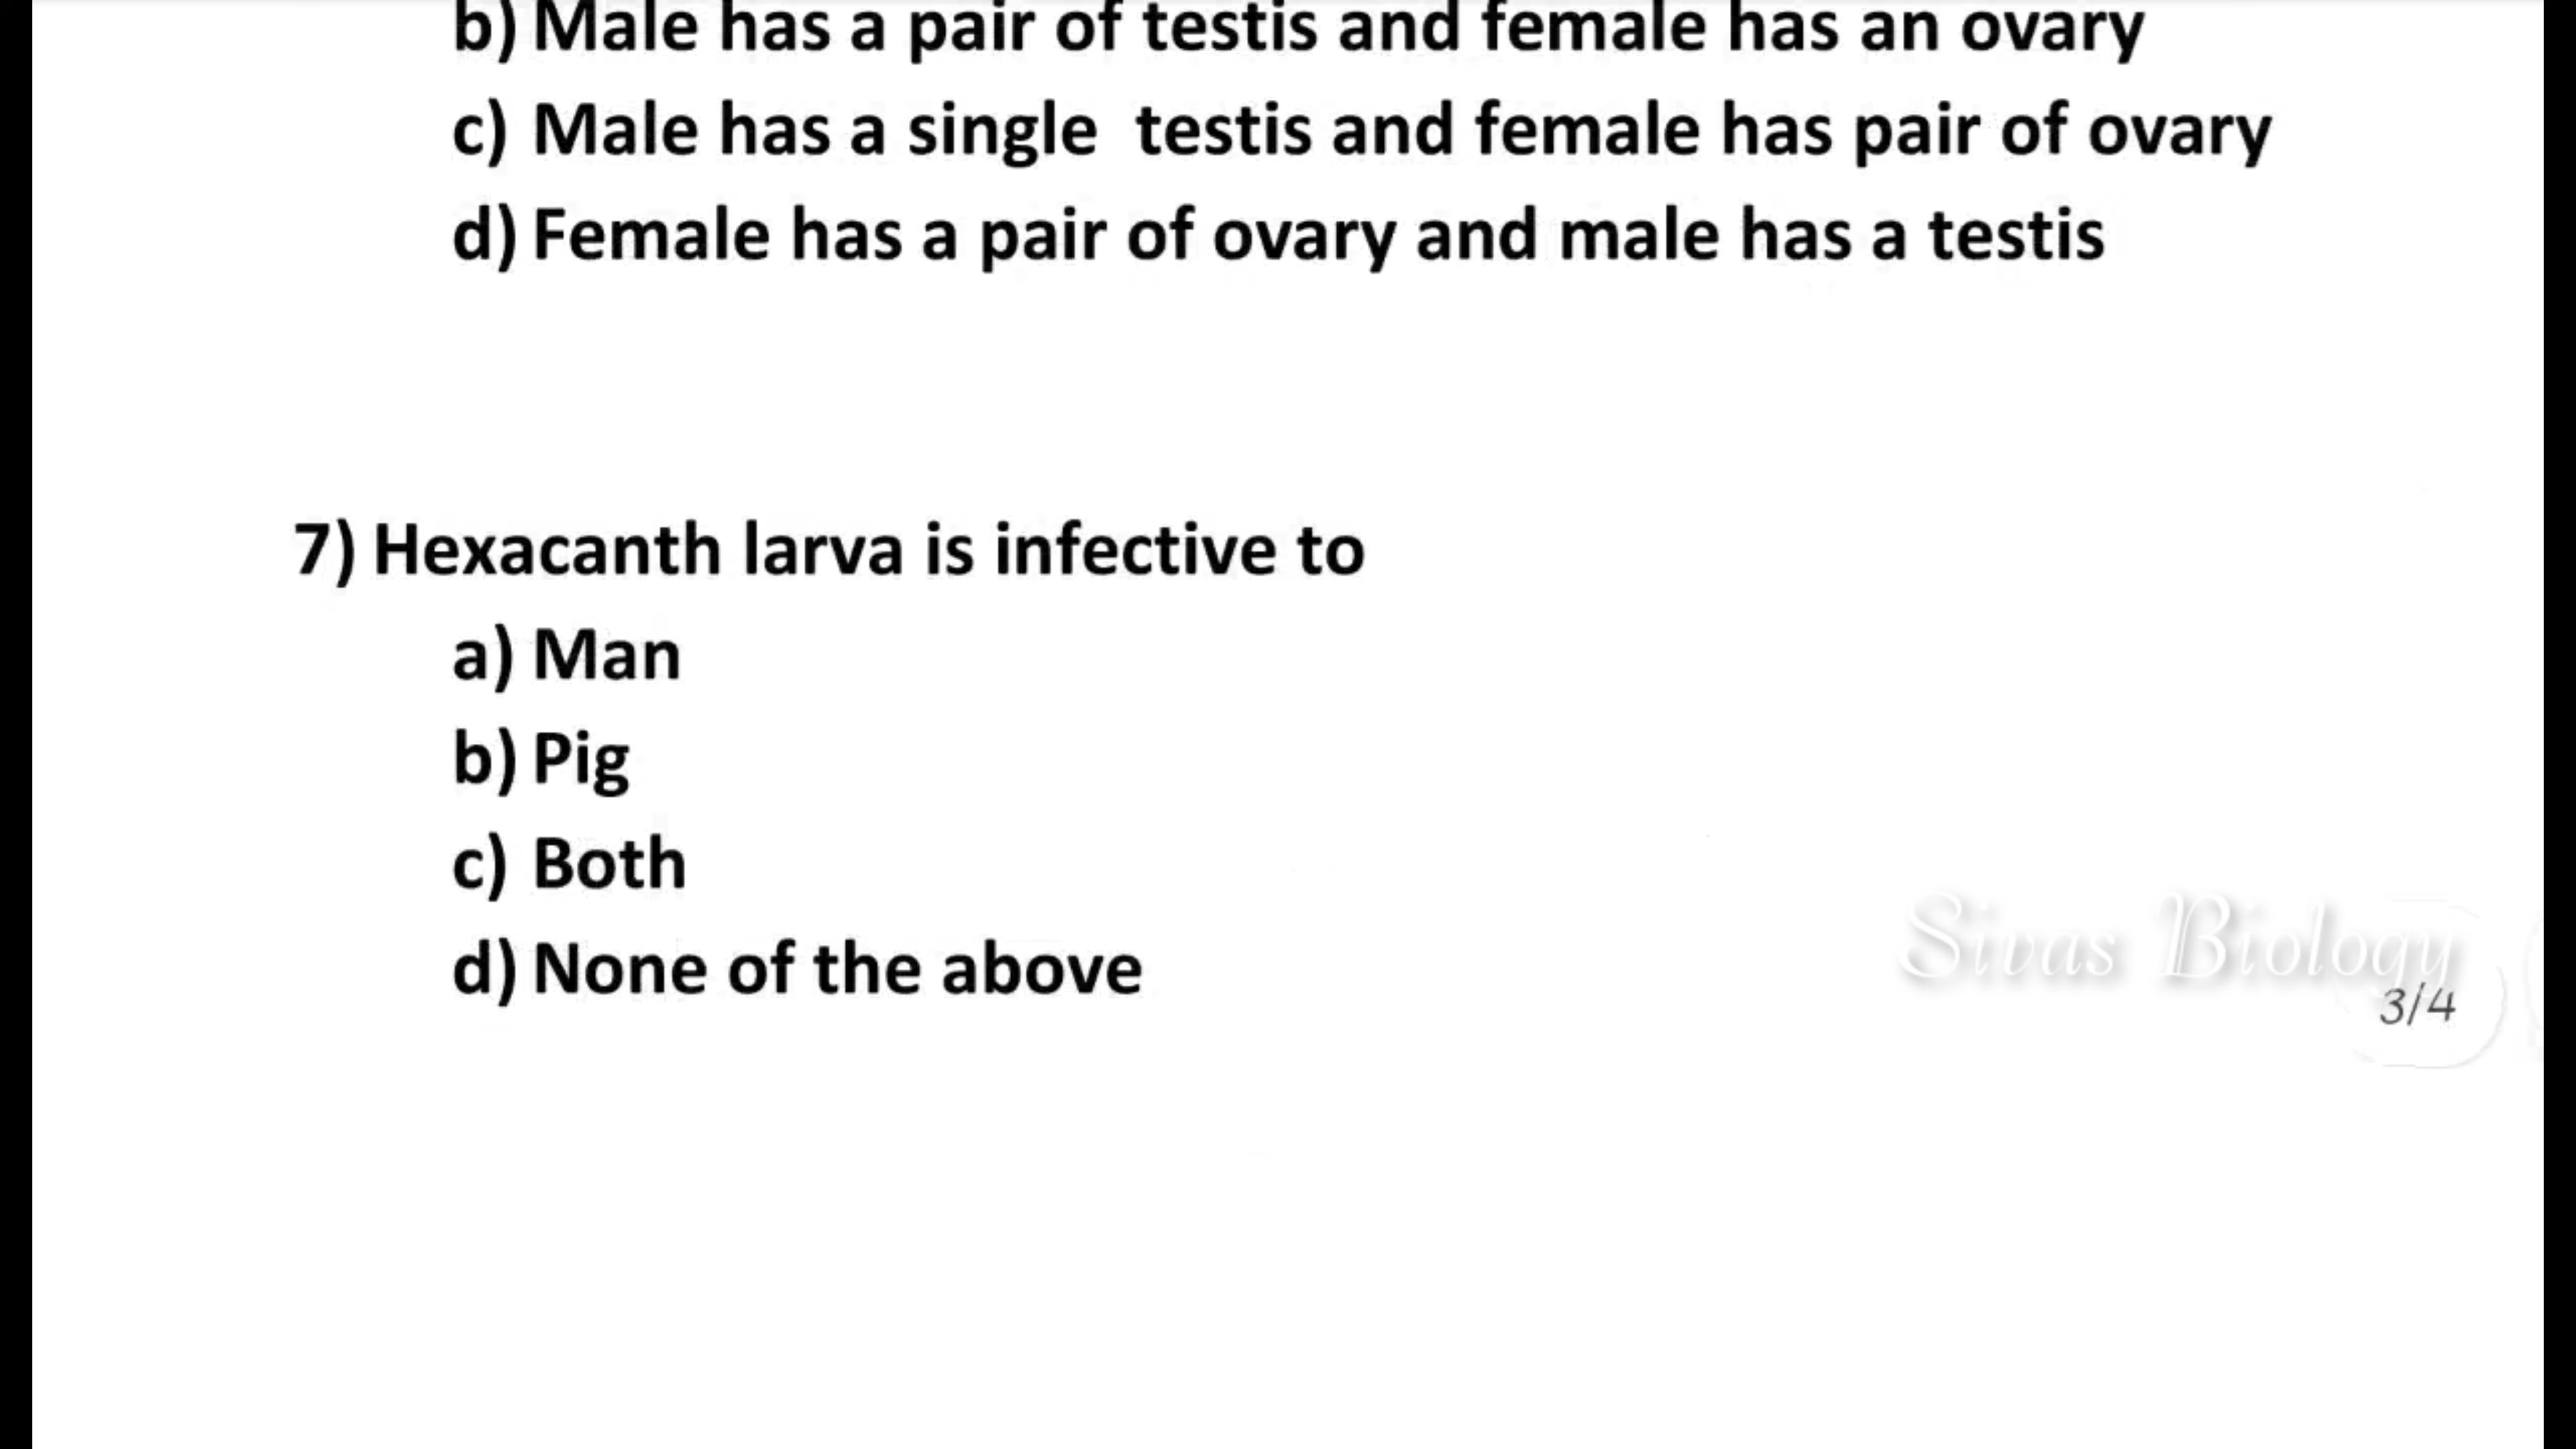 b) Male has a pair of testis and female has an ovary
c) Male has a single testis and female has pair of ovary
d) Female has a pair of ovary and male has a testis
7) Hexacanth larva is infective to
a) Man
b) Pig
c) Both
d) None of the above
Sivas Biology
3/4